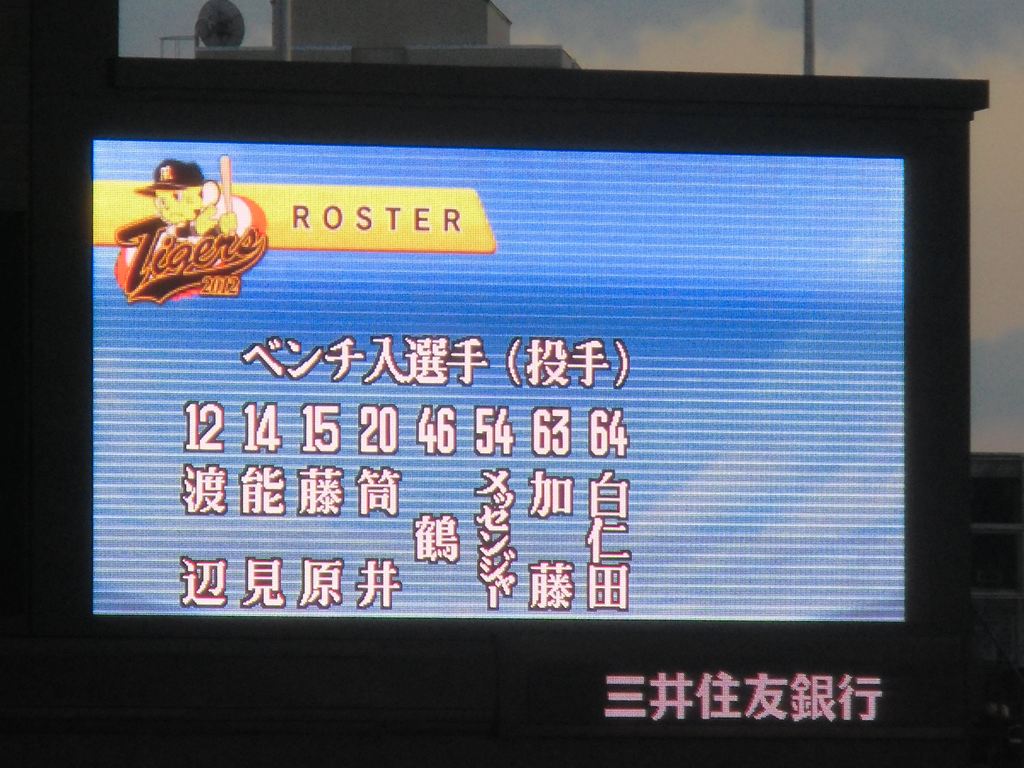 ROSTER
Tigers
2012
ベンチ入選手（投手）
12 14 15 20 46 54 63 64
渡辺
能見
藤原
筒井
鶴
メッセンジャー
加藤
白仁田
三井住友銀行